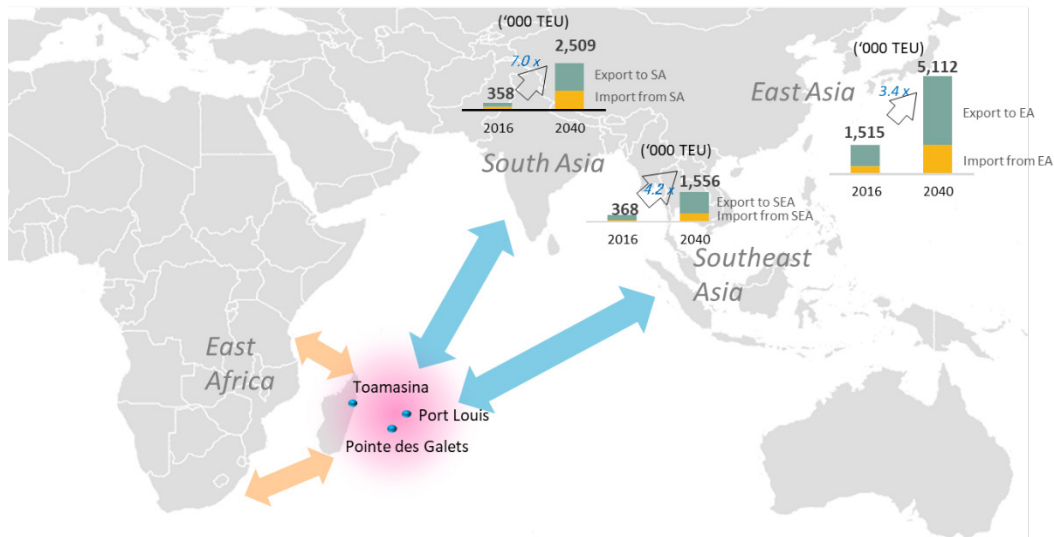 ('000 TEU)
2,509
7.0 x
358
Export to SA
Import from SA
2016
2040
South Asia
('000 TEU)
5,112
3.4 x
1,515
Export to EA
Import from EA
2016
2040
East Asia
('000 TEU)
1,556
4.2 x
368
Export to SEA
Import from SEA
2016
2040
Southeast
Asia
East
Africa
Toamasina
Port Louis
Pointe des Galets